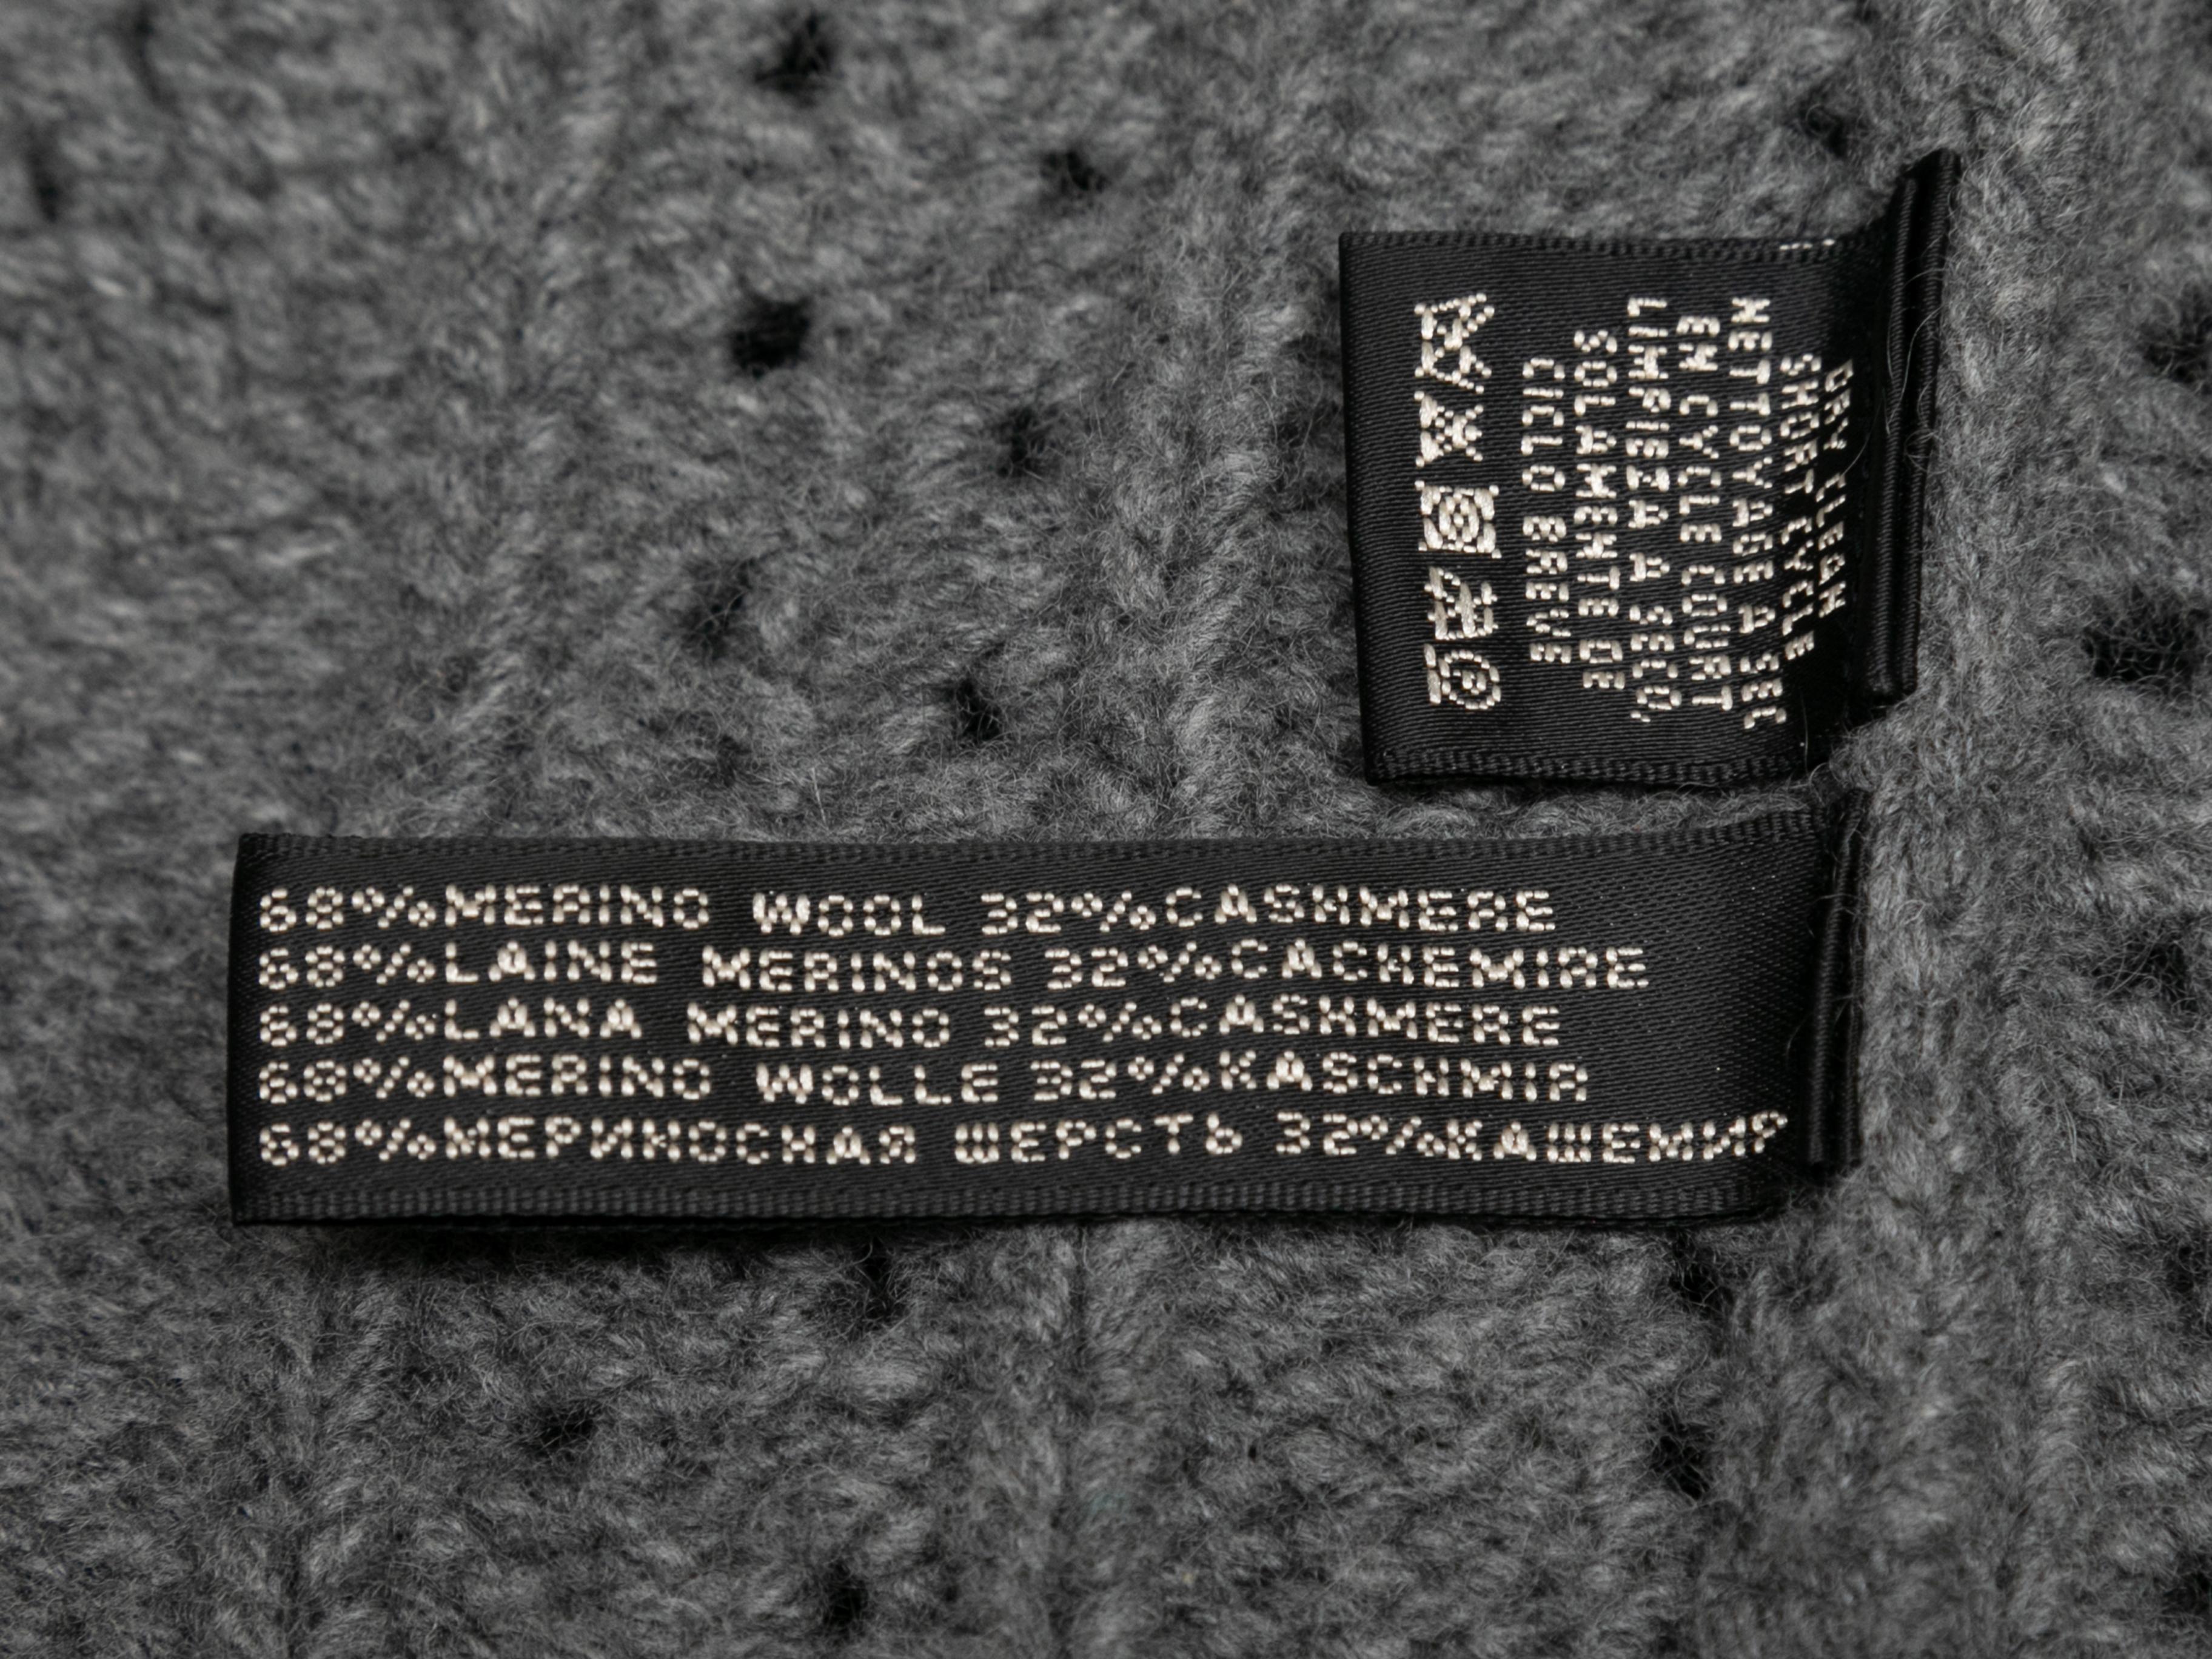 DRY CLEAN
SHORT CYCLE
NETTOYAGE A SEC
EN CYCLE COURT
LIMPIEZA A SECO,
SOLAMENTE DE
CICLO BREVE
68%MERINO WOOL 32%CASHMERE
68%LAINE MERINOS 32%CACHEMIRE
68%LANA MERINO 32%CASHMERE
68%MERINO WOLLE 32%KASCHMIR
68%МЕРИНОСНАЯ ШЕРСТЬ 32%КАШЕМИР